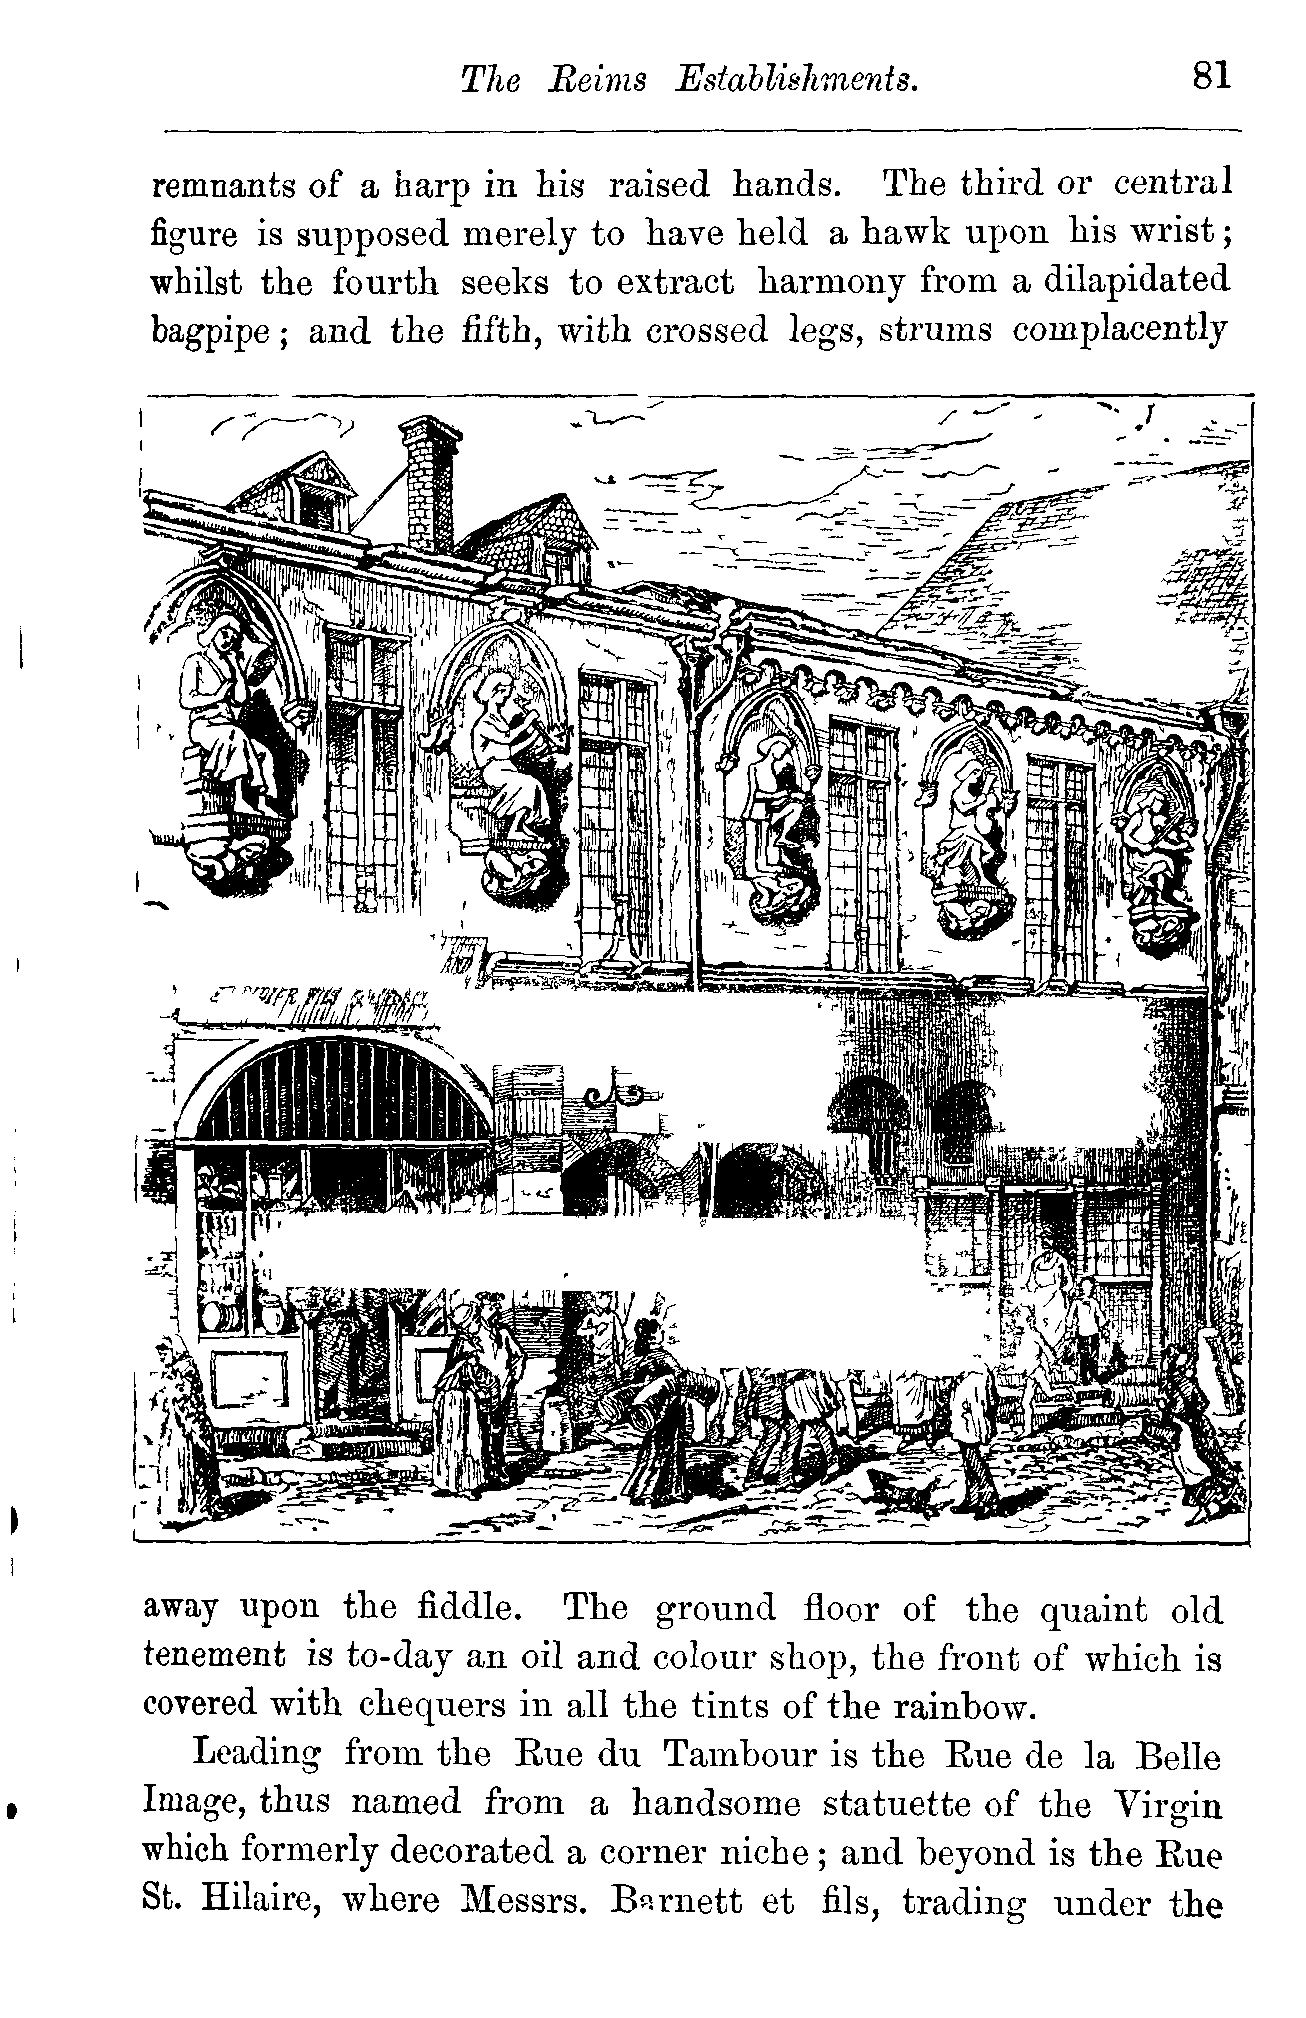 The Reims Establishments. 81
remnants of a harp in his raised hands. The third or central
figure is supposed merely to have held a hawk upon his wrist;
whilst the fourth seeks to extract harmony from a dilapidated
bagpipe; and the fifth, with crossed legs, strums complacently
away upon the fiddle. The ground floor of the quaint old
tenement is to-day an oil and colour shop, the front of which is
covered with chequers in all the tints of the rainbow.
Leading from the Rue du Tambour is the Rue de la Belle
Image, thus named from a handsome statuette of the Virgin
which formerly decorated a corner niche; and beyond is the Rue
St. Hilaire, where Messrs. Barnett et fils, trading under the